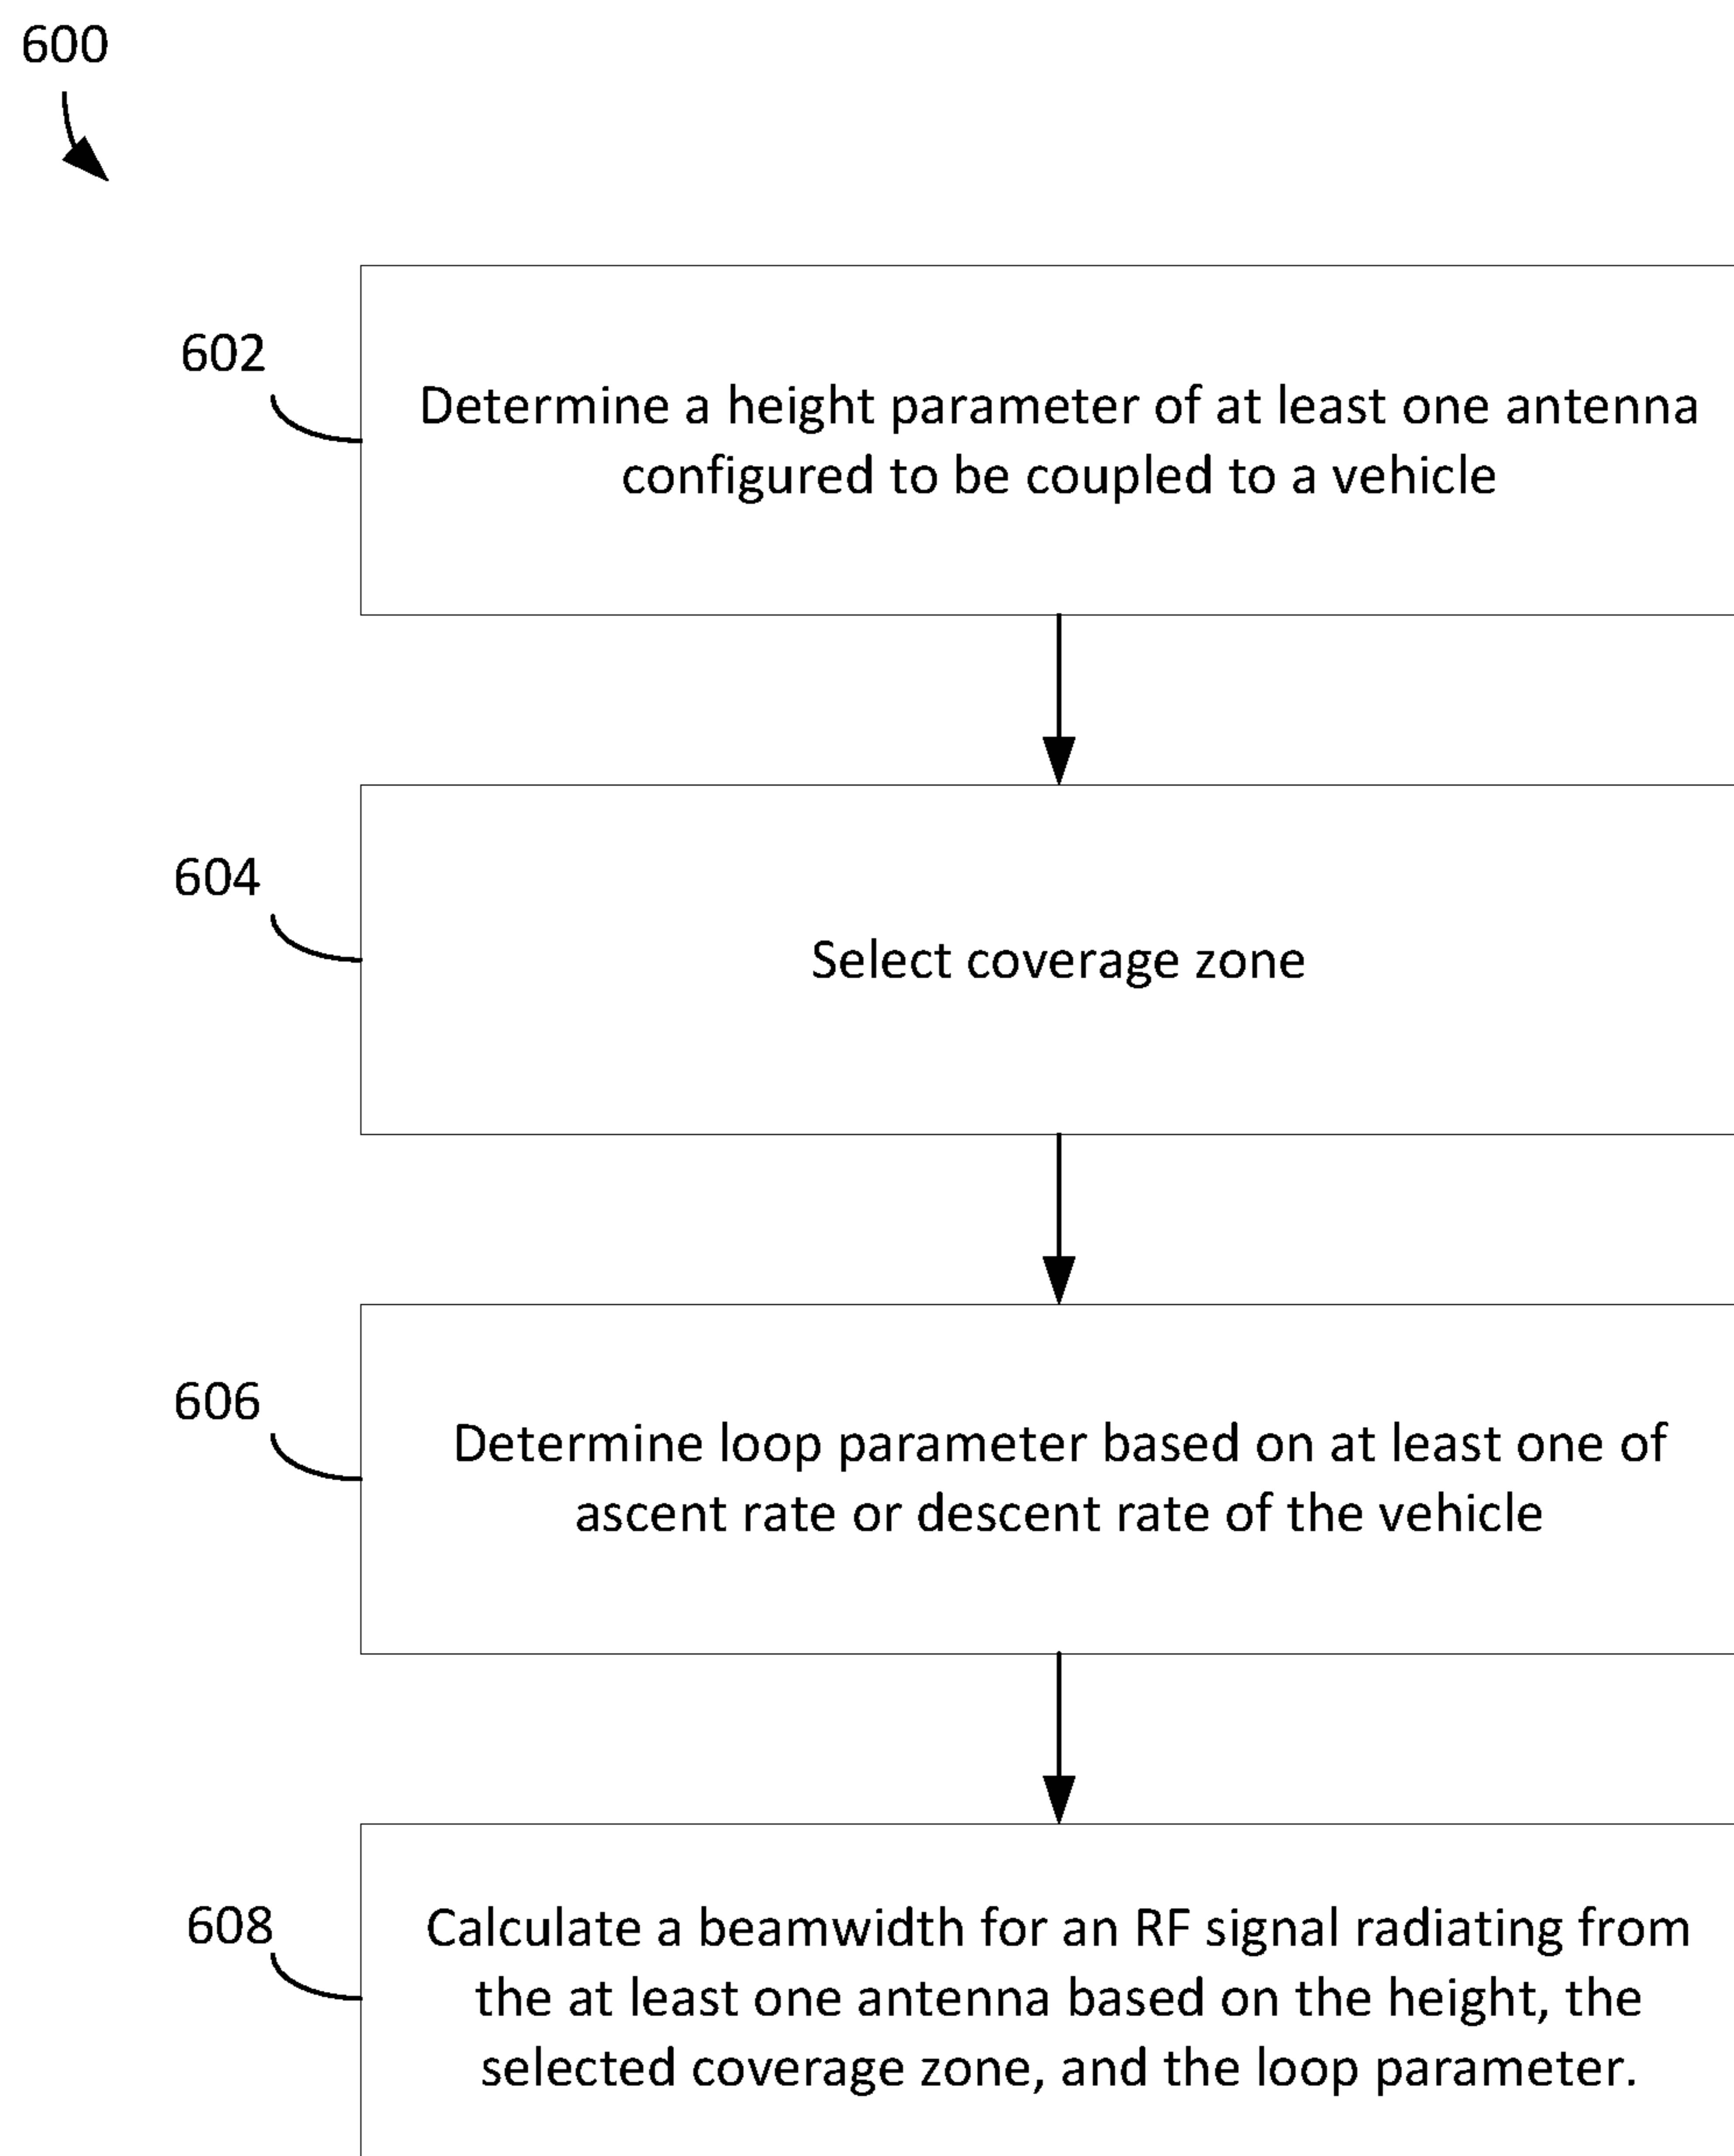 600
602
Determine a height parameter of at least one antenna
configured to be coupled to a vehicle
604
Select coverage zone
606
Determine loop parameter based on at least one of
ascent rate or descent rate of the vehicle
608
Calculate a beamwidth for an RF signal radiating from
the at least one antenna based on the height, the
selected coverage zone, and the loop parameter.